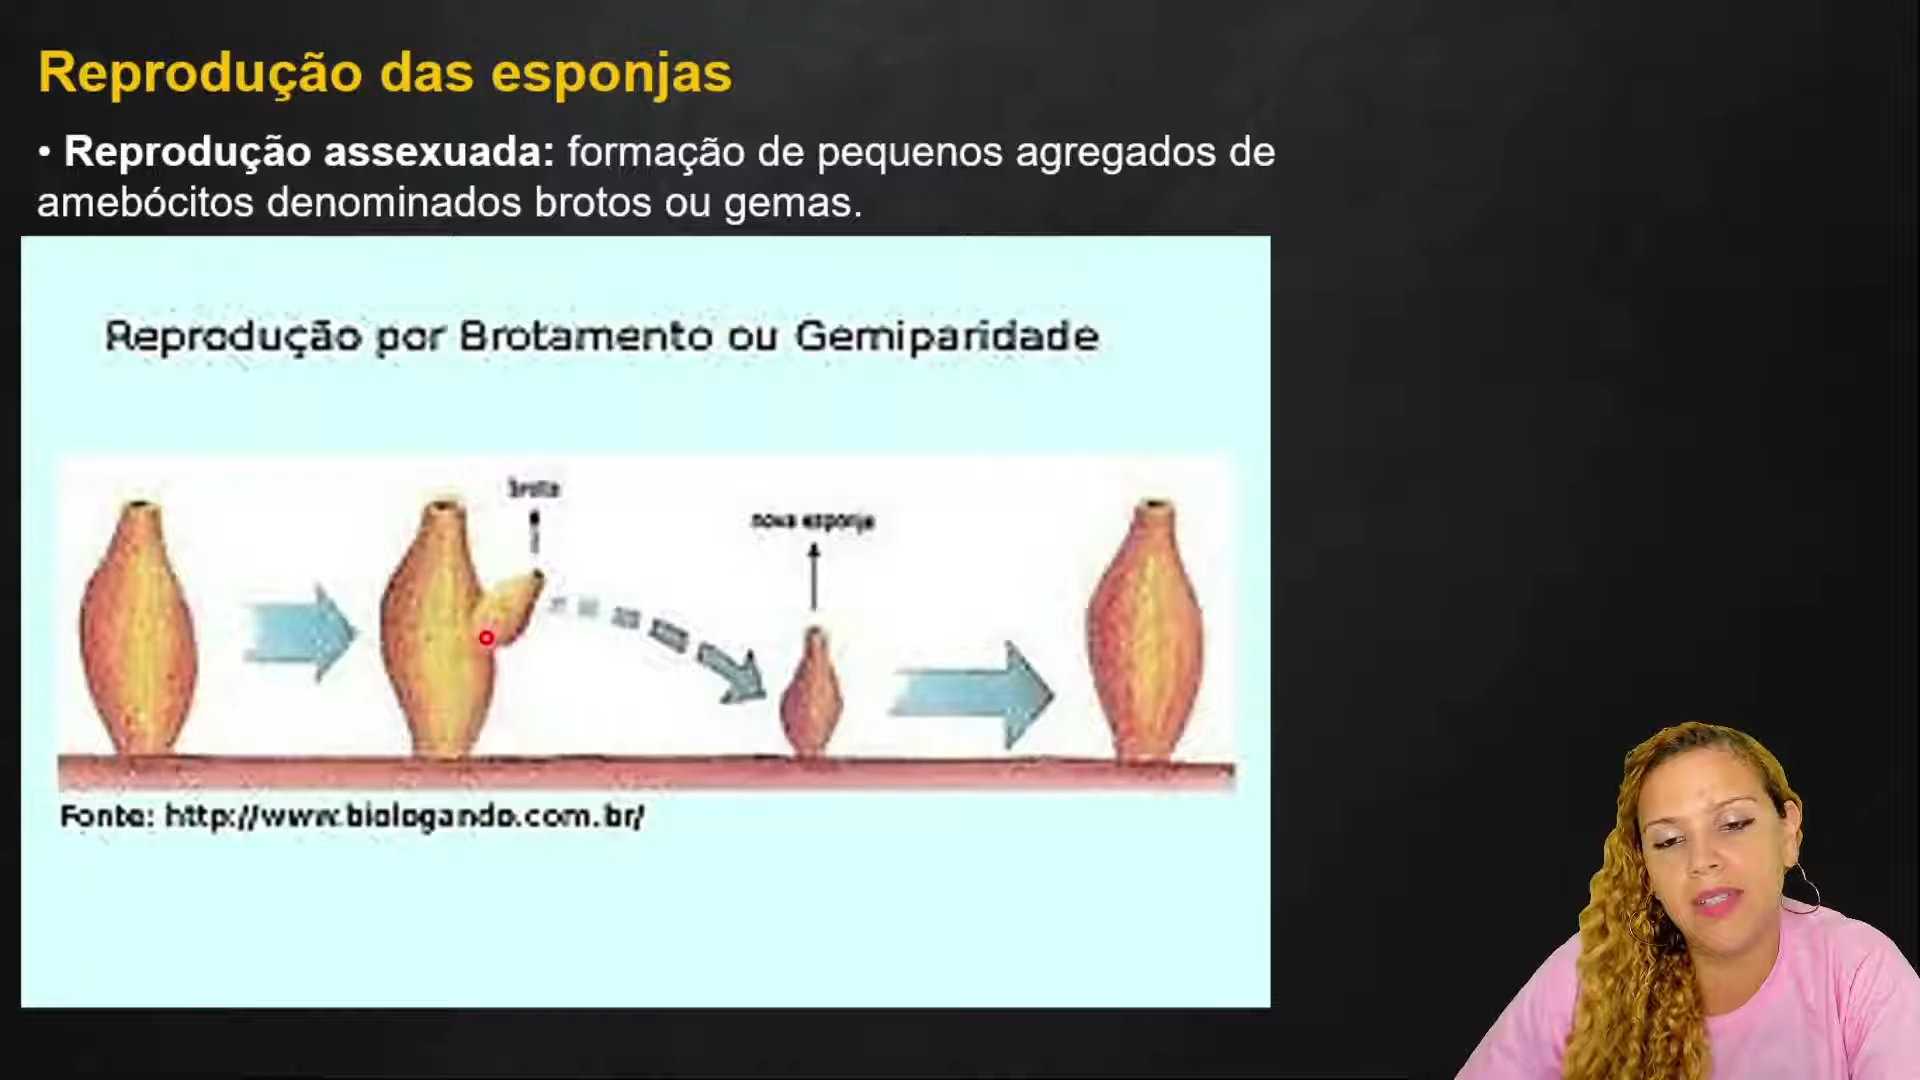 Reprodução das esponjas
• Reprodução assexuada: formação de pequenos agregados de
amebócitos denominados brotos ou gemas.
Reprodução por Brotamento ou Gemiparidade
broto
nova esponja
Fonte: http://www.biologando.com.br/